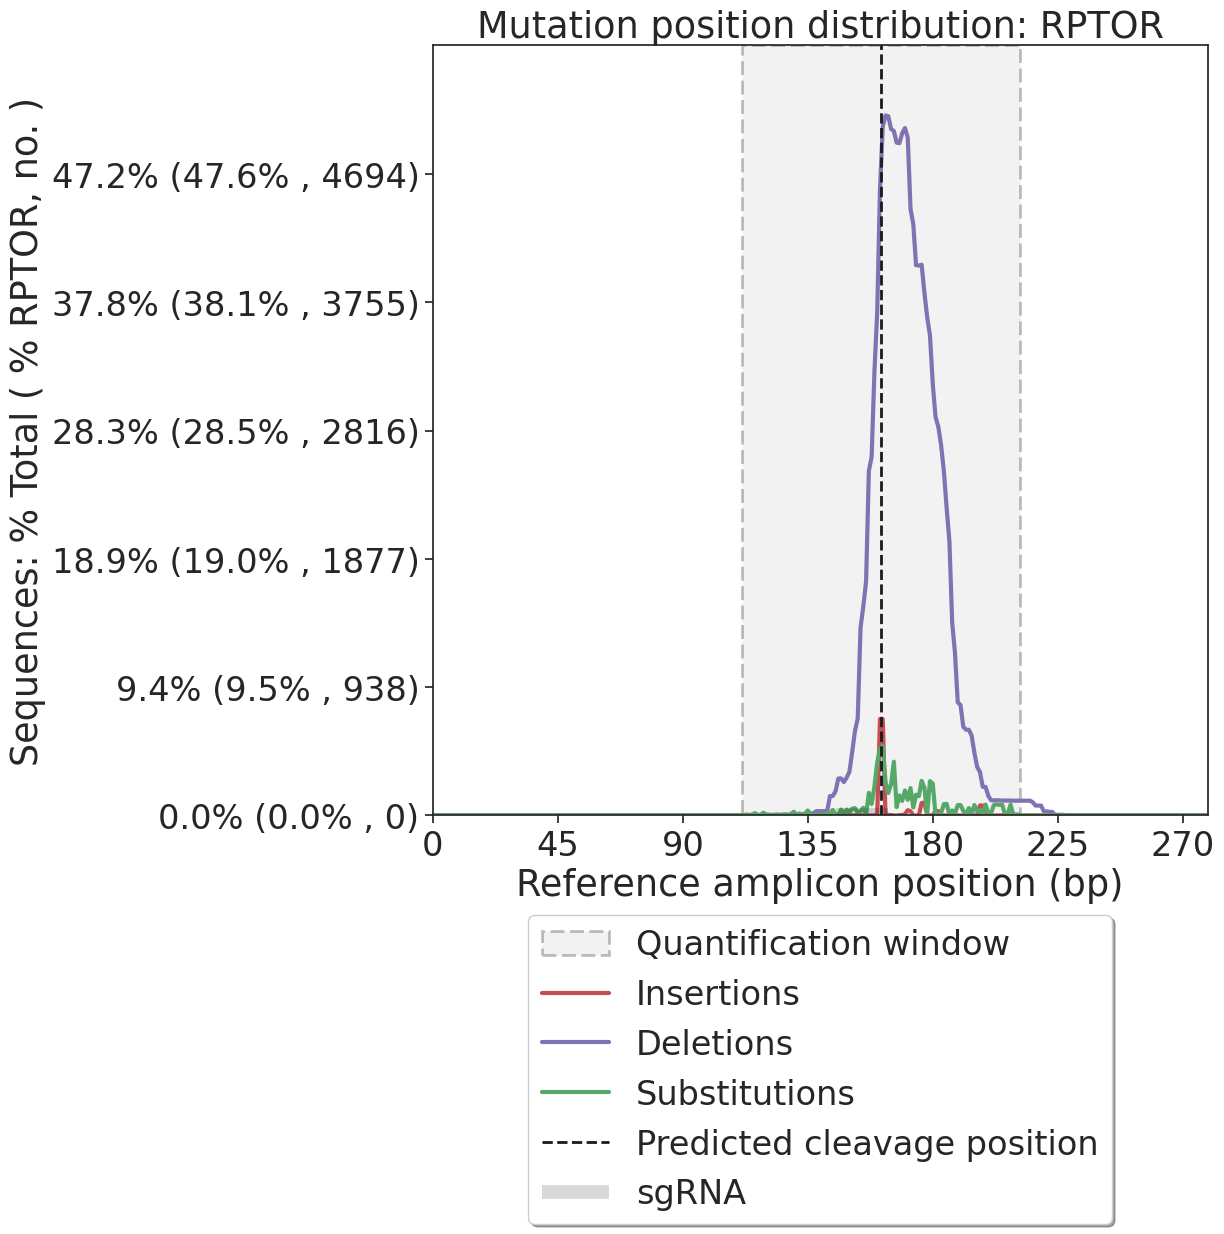 Mutation position distribution: RPTOR
Sequences: % Total ( % RPTOR, no. )
47.2% (47.6% , 4694)
37.8% (38.1% , 3755)
28.3% (28.5% , 2816)
18.9% (19.0% , 1877)
9.4% (9.5% , 938)
0.0% (0.0% , 0)
0 45 90 135 180 225 270
Reference amplicon position (bp)
Quantification window
Insertions
Deletions
Substitutions
Predicted cleavage position
sgRNA